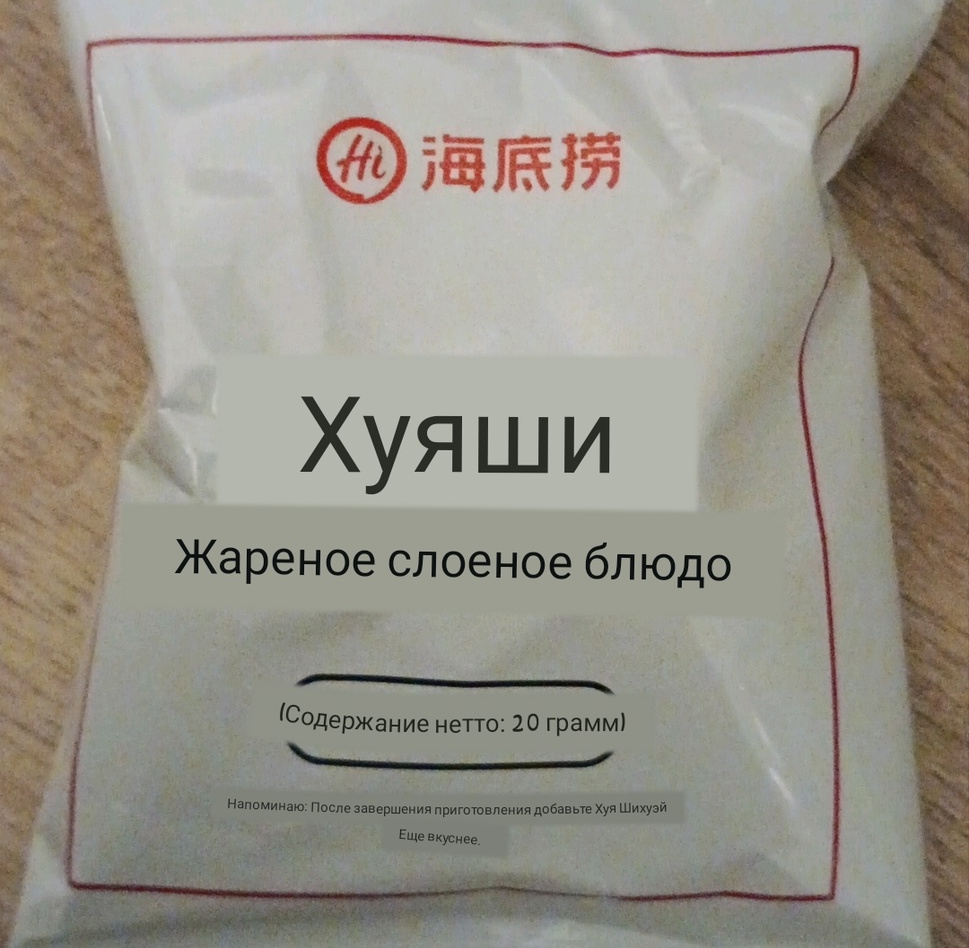 Hi 海底捞
Хуяши
Жареное слоеное блюдо
(Содержание нетто: 20 грамм)
Напоминаю: После завершения приготовления добавьте Хуя Шихуэй
Еще вкуснее.